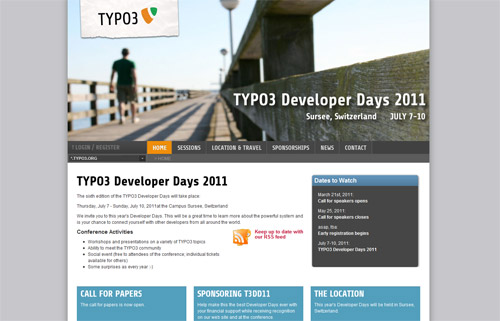 TYPO3
TYPO3 Developer Days 2011
Sursee, Switzerland JULY 7-10
? LOGIN / REGISTER HOME SESSIONS LOCATION & TRAVEL SPONSORSHIPS NEWS CONTACT
*.TYPO3.ORG > HOME
TYPO3 Developer Days 2011
The sixth edition of the TYPO3 Developer Days will take place:
Thursday, July 7 - Sunday, July 10, 2011 at the Campus Sursee, Switzerland
We invite you to this year's Developer Days. This will be a great time to learn more about the powerful system and
is your chance to connect yourself with other developers from all around the world.
Conference Activities
Workshops and presentations on a variety of TYPO3 topics
Ability to meet the TYPO3 community
Social event (free to attendees of the conference, individual tickets
available for others)
Some surprises as every year :-)
Keep up to date with
our RSS feed
Dates to Watch
March 21st, 2011:
Call for speakers opens
May 25, 2011:
Call for speakers closes
asap, the
Early registration begins
July 7-10, 2011:
TYPO3 Developer Days 2011
CALL FOR PAPERS
The call for papers is now open
SPONSORING T3DD11
Help make this the best Developer Days ever with
your financial support while receiving recognition
on our web site and at the conference.
THE LOCATION
This year's Developer Days will be held in Sursee,
Switzerland.